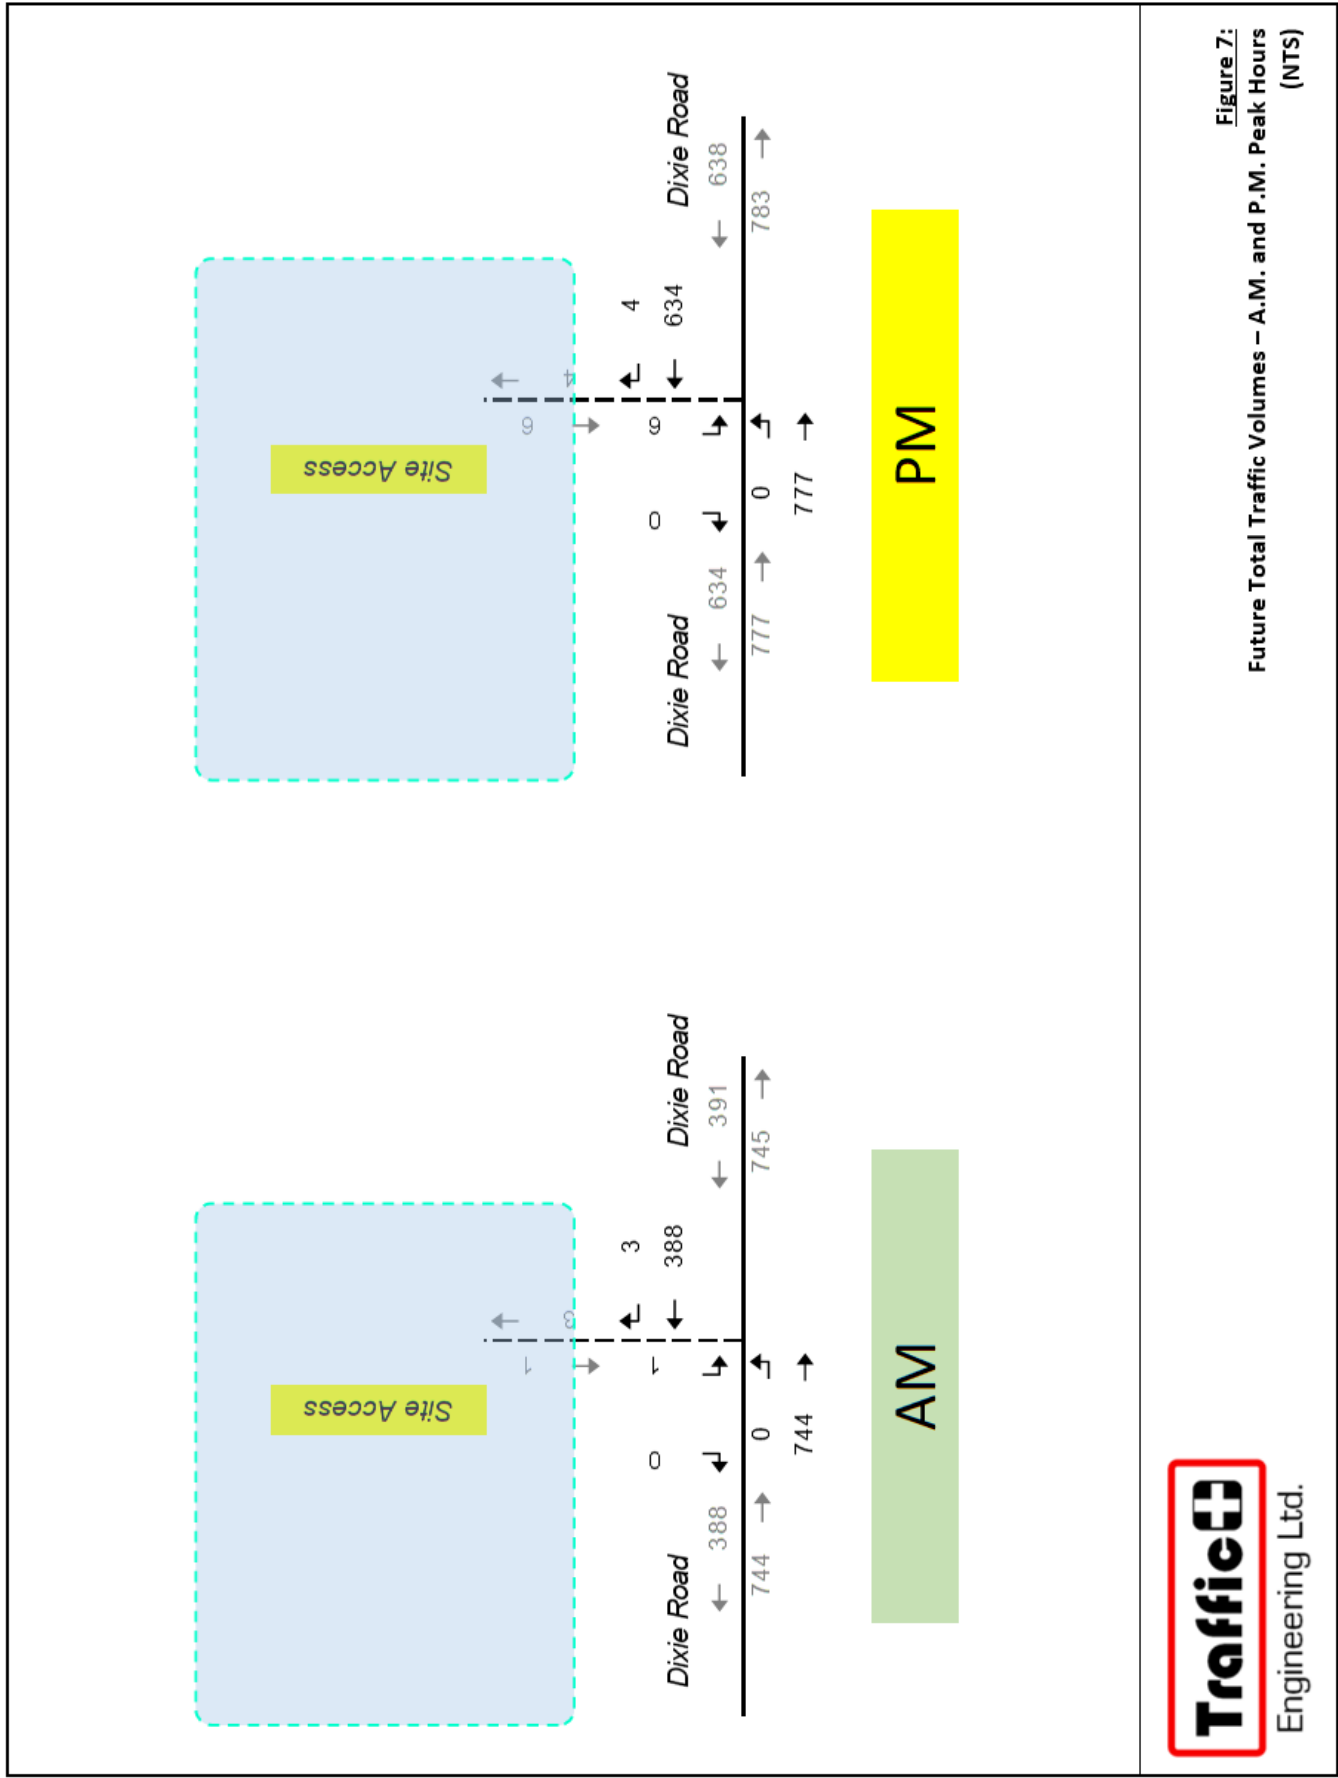 Site Access
1
3
3
0 1
388
Dixie Road Dixie Road
388 391
744 0 745
744
AM
Site Access
6
4
4
0 6
634
Dixie Road Dixie Road
634 638
777 0 783
777
PM
Traffic
Engineering Ltd.
Figure 7:
Future Total Traffic Volumes – A.M. and P.M. Peak Hours
(NTS)